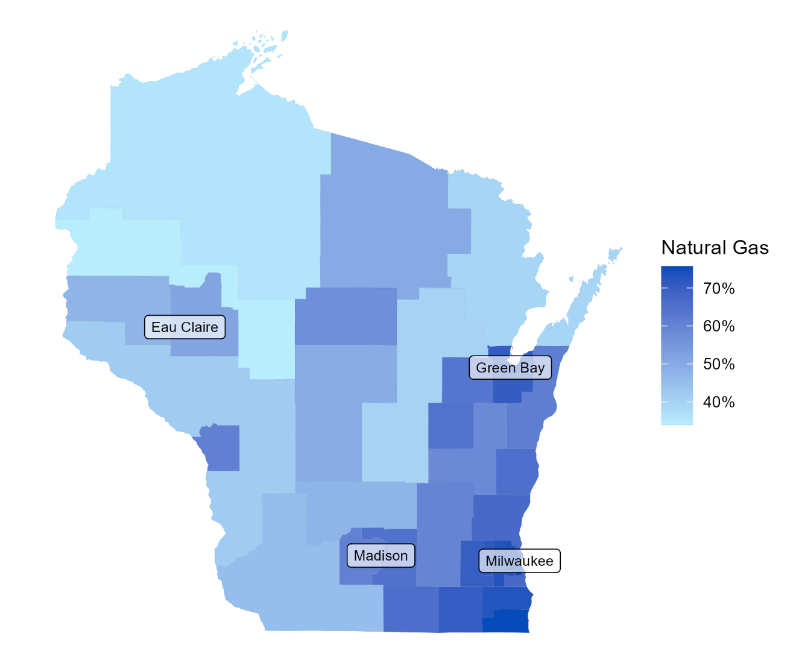 Natural Gas
70%
60%
50%
40%
Eau Claire
Green Bay
Madison
Milwaukee